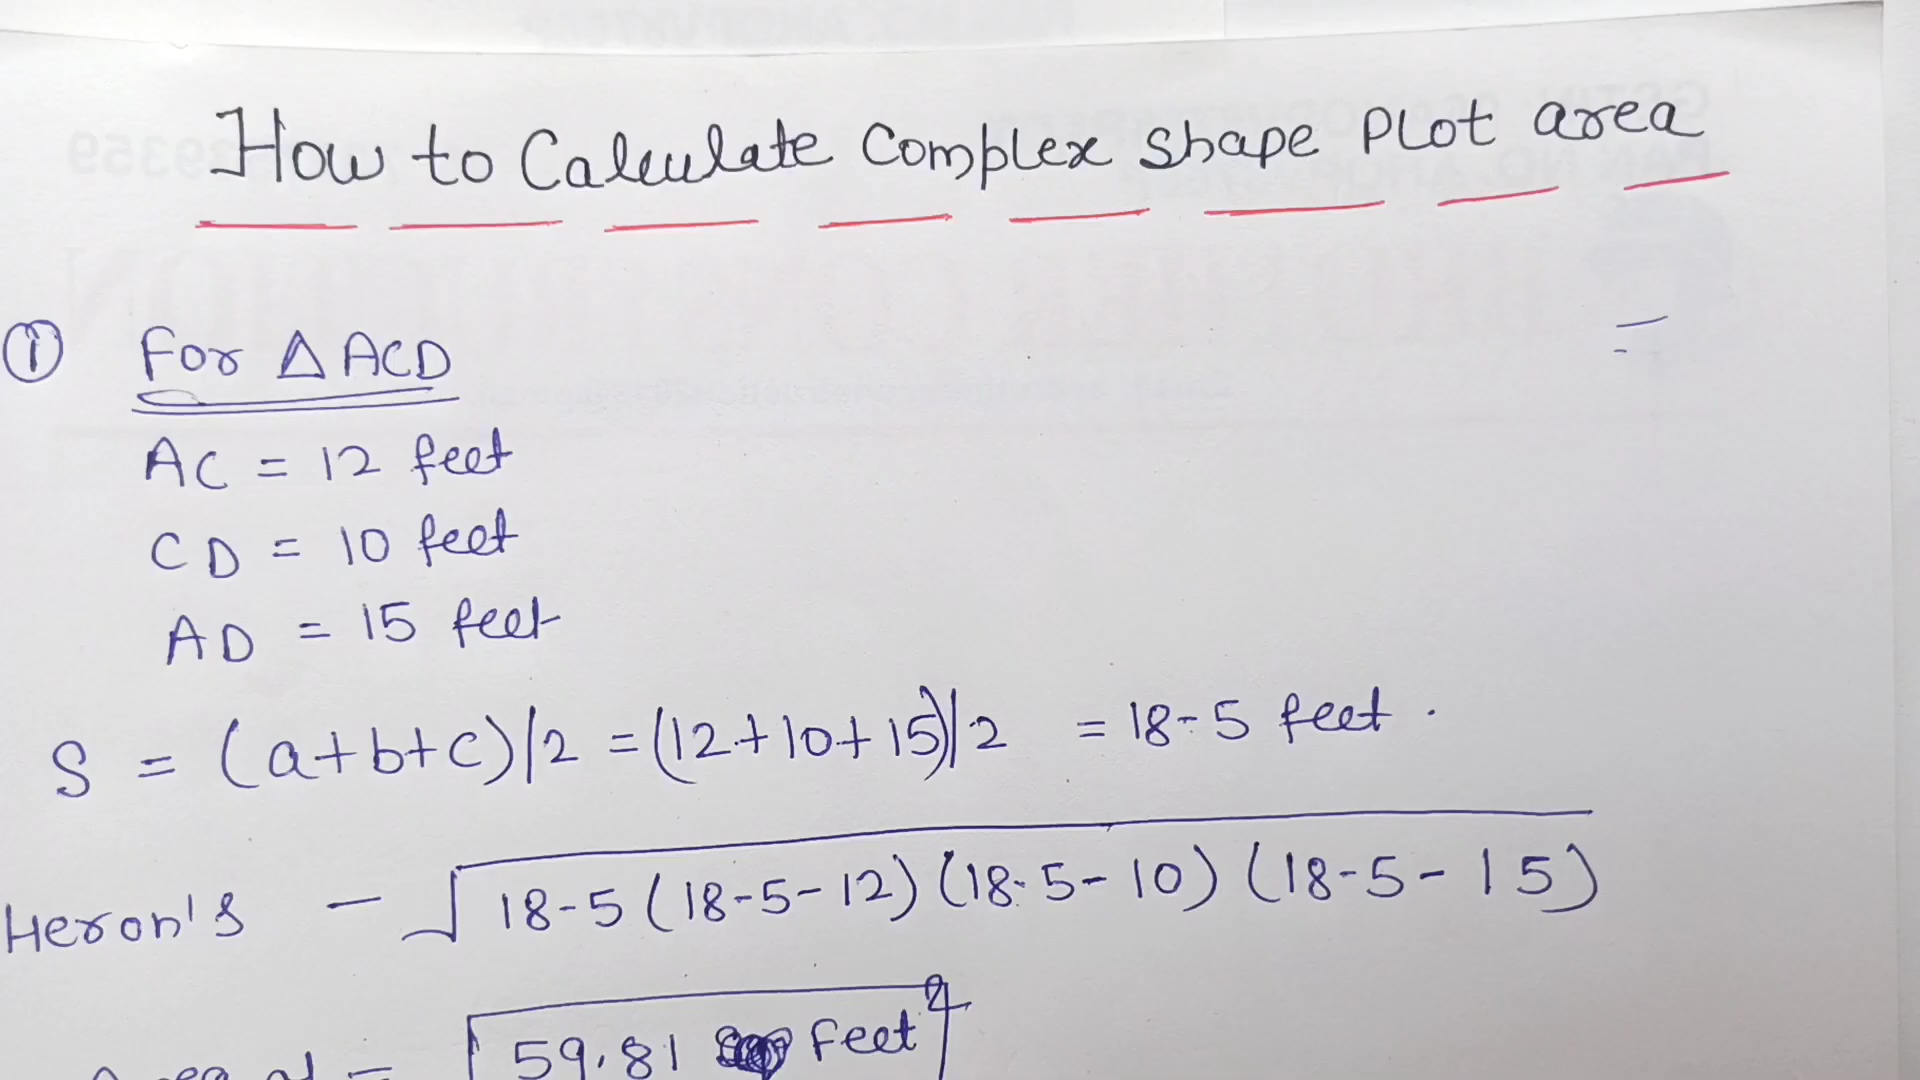 How to Calculate Complex shape PLot area
① For △ ACD
AC = 12 feet
CD = 10 feet
AD = 15 feet
S = (a+b+c)/2 = (12+10+15)/2 = 18-5 feet.
Heron's - √18-5(18-5-12)(18-5-10)(18-5-15)
59.81 feet²